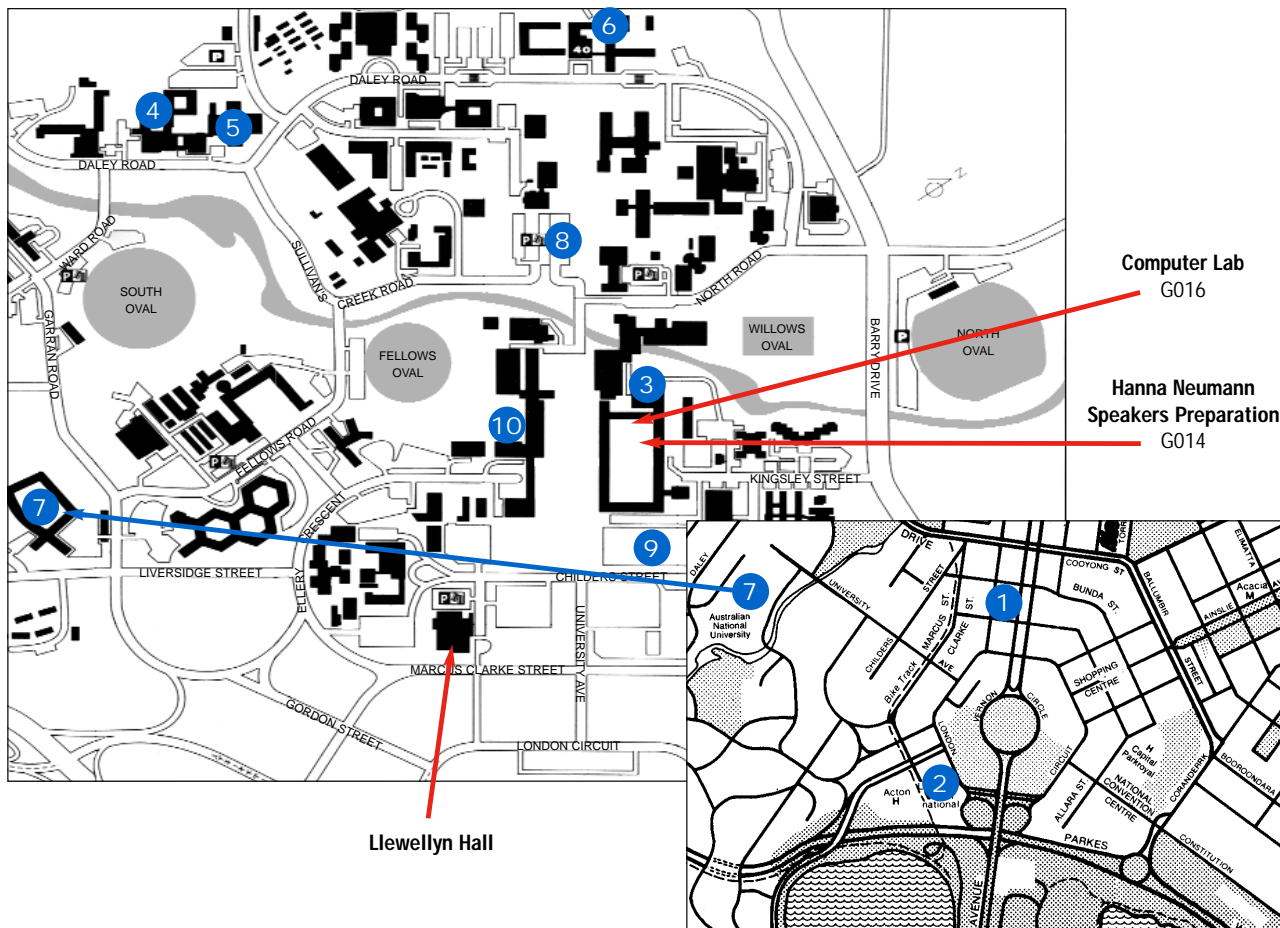 6
40
P
DALEY ROAD
4
5
DALEY ROAD
N
WARD ROAD
SULLIVAN'S
CREEK ROAD
P
8
P
NORTH ROAD
P
SOUTH
OVAL
GARRAN ROAD
FELLOWS
OVAL
WILLOWS
OVAL
BARRY DRIVE
P
NORTH
OVAL
Computer Lab
G016
3
Hanna Neumann
Speakers Preparation
G014
10
FELLOWS ROAD
P
KINGSLEY STREET
7
ELLERY
CRESCENT
9
LIVERSIDGE STREET
CHILDERS STREET
P
UNIVERSITY AVE
MARCUS CLARKE STREET
GORDON STREET
LONDON CIRCUIT
Llewellyn Hall
DRIVE
DALEY
7
Australian
National
University
UNIVERSITY
AVE
STREET
CHILDERS
MARCUS
CLARKE
ST.
ST.
Bike Track
1
COOYONG ST
BUNDA ST.
BALLUMBIR
STREET
ELIMATTA
Acacia
M
AINSLIE
SHOPPING
CENTRE
VERNON
CIRCLE
LONDON
CIRCUIT
2
Acton
H
national
H
Capital
Parkroyal
NATIONAL
CONVENTION
CENTRE
ALLARA ST.
CORANDERRK
BOOROONDARA
CONSTITUTION
PARKES
AVENUE